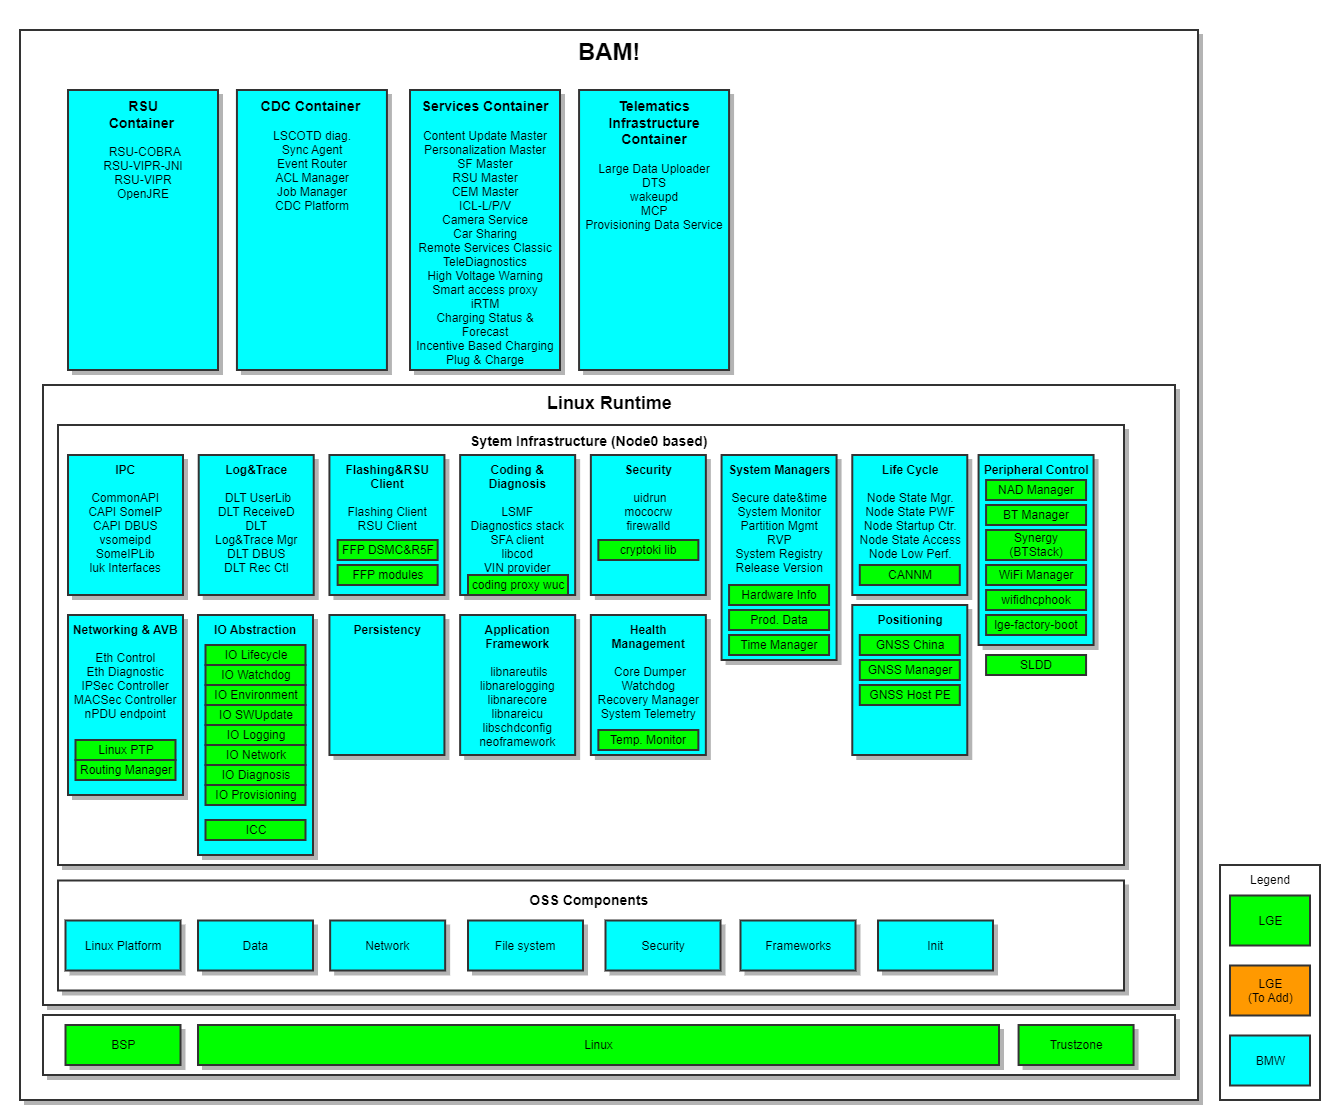 BAM!
RSU
Container
RSU-COBRA
RSU-VIPR-JNI
RSU-VIPR
OpenJRE
CDC Container
LSCOTD diag.
Sync Agent
Event Router
ACL Manager
Job Manager
CDC Platform
Services Container
Content Update Master
Personalization Master
SF Master
RSU Master
CEM Master
ICL-L/P/V
Camera Service
Car Sharing
Remote Services Classic
TeleDiagnostics
High Voltage Warning
Smart access proxy
iRTM
Charging Status &
Forecast
Incentive Based Charging
Plug & Charge
Telematics
Infrastructure
Container
Large Data Uploader
DTS
wakeupd
MCP
Provisioning Data Service
Linux Runtime
Sytem Infrastructure (Node0 based)
IPC
CommonAPI
CAPI SomeIP
CAPI DBUS
vsomeipd
SomeIPLib
Iuk Interfaces
Log&Trace
DLT UserLib
DLT ReceiveD
DLT
Log&Trace Mgr
DLT DBUS
DLT Rec Ctl
Flashing&RSU
Client
Flashing Client
RSU Client
FFP DSMC&R5F
FFP modules
Coding &
Diagnosis
LSMF
Diagnostics stack
SFA client
libcod
VIN provider
coding proxy wuc
Security
uidrun
mococrw
firewalld
cryptoki lib
System Managers
Secure date&time
System Monitor
Partition Mgmt
RVP
System Registry
Release Version
Hardware Info
Prod. Data
Time Manager
Life Cycle
Node State Mgr.
Node State PWF
Node Startup Ctr.
Node State Access
Node Low Perf.
CANNM
Peripheral Control
NAD Manager
BT Manager
Synergy
(BTStack)
WiFi Manager
wifidhcphook
lge-factory-boot
SLDD
Networking & AVB
Eth Control
Eth Diagnostic
IPSec Controller
MACSec Controller
nPDU endpoint
Linux PTP
Routing Manager
IO Abstraction
IO Lifecycle
IO Watchdog
IO Environment
IO SWUpdate
IO Logging
IO Network
IO Diagnosis
IO Provisioning
ICC
Persistency
Application
Framework
libnareutils
libnarelogging
libnarecore
libnareicu
libschdconfig
neoframework
Health
Management
Core Dumper
Watchdog
Recovery Manager
System Telemetry
Temp. Monitor
Positioning
GNSS China
GNSS Manager
GNSS Host PE
OSS Components
Linux Platform
Data
Network
File system
Security
Frameworks
Init
BSP
Linux
Trustzone
Legend
LGE
LGE
(To Add)
BMW